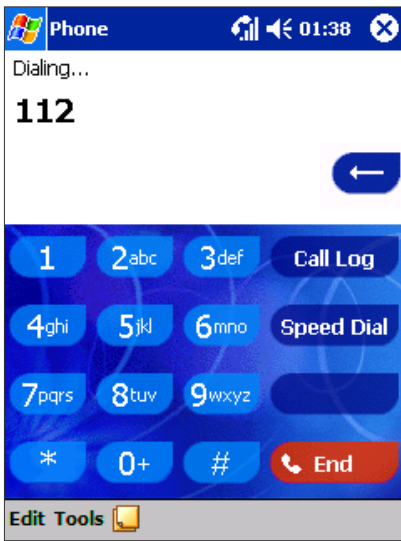 Phone 01:38
Dialing...
112
1 2abc 3def Call Log
4ghi 5jkl 6mno Speed Dial
7pqrs 8tuv 9wxyz
* 0+ # End
Edit Tools